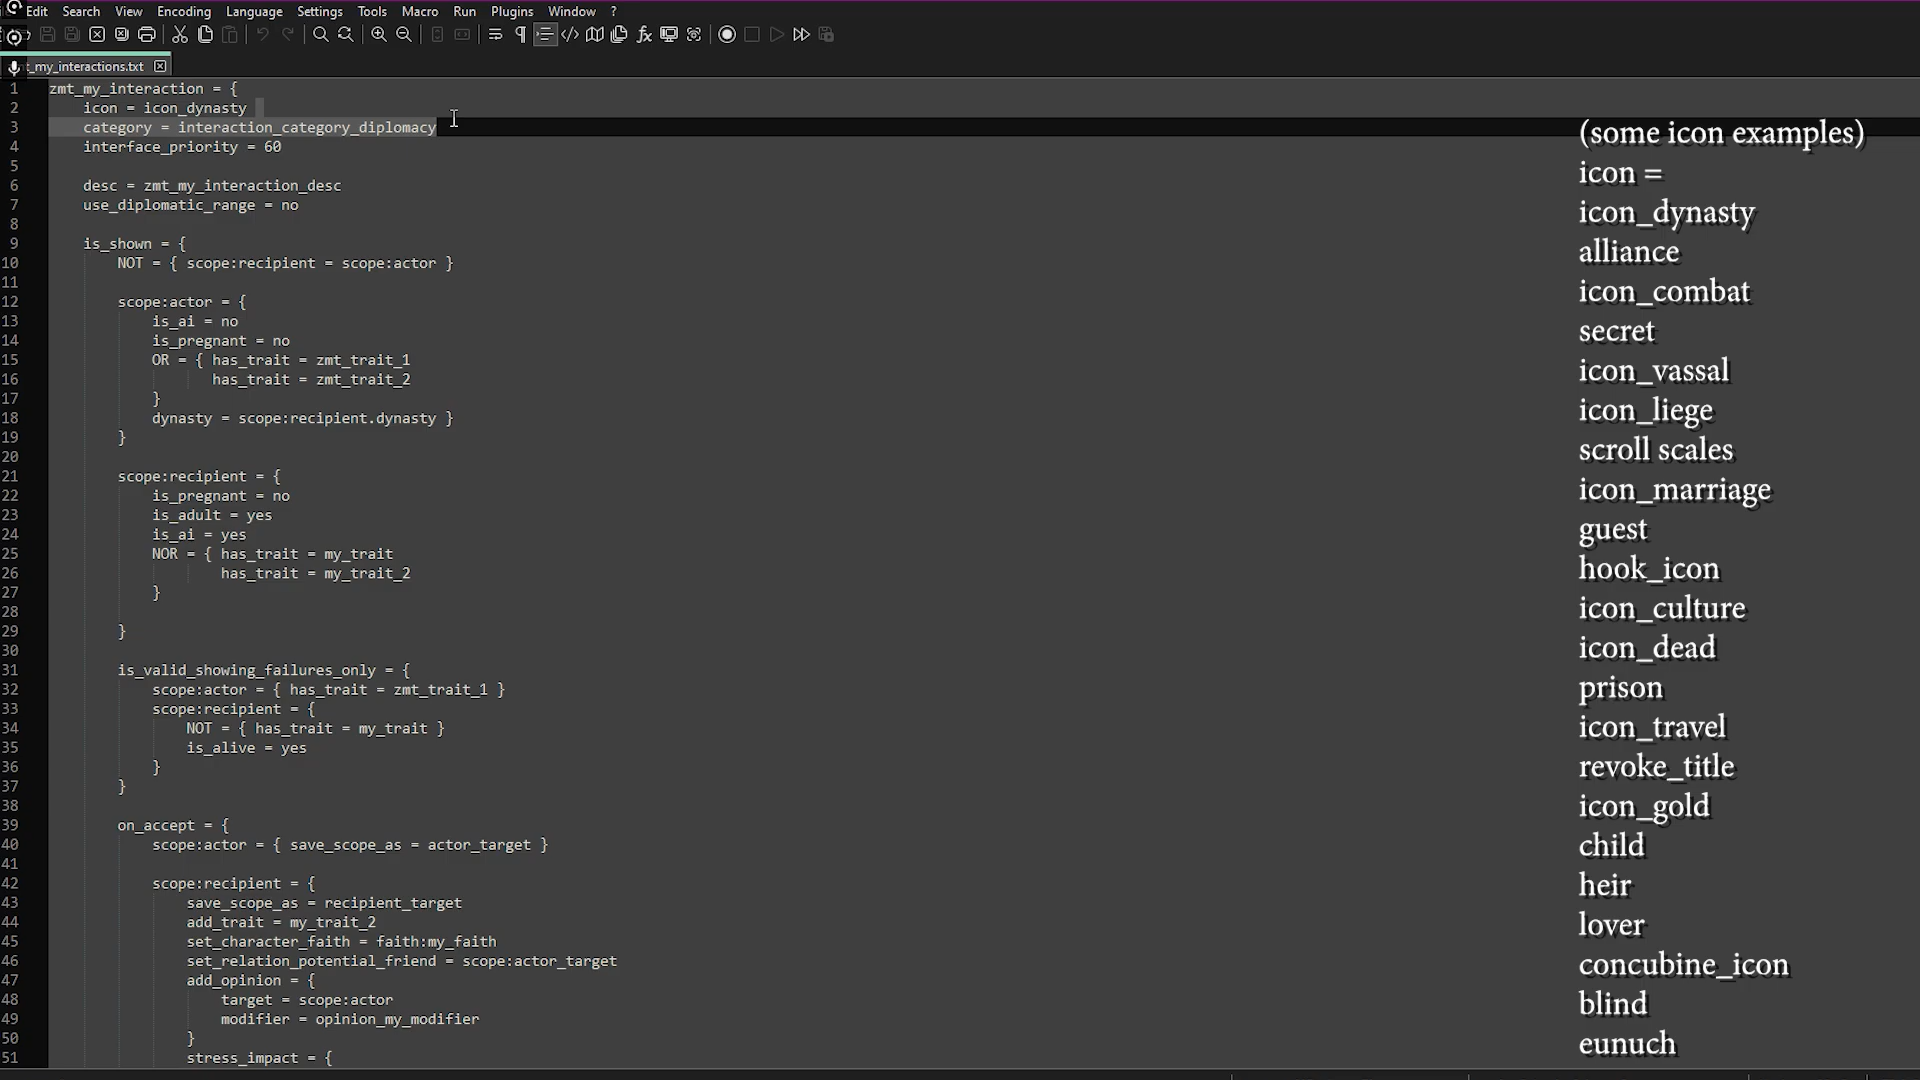 Edit Search View Encoding Language Settings Tools Macro Run Plugins Window ?
_my_interactions.txt
1 zmt_my_interaction = {
2 icon = icon_dynasty
3 category = interaction_category_diplomacy
4 interface_priority = 60
5
6 desc = zmt_my_interaction_desc
7 use_diplomatic_range = no
8
9 is_shown = {
10 NOT = { scope:recipient = scope:actor }
11
12 scope:actor = {
13 is_ai = no
14 is_pregnant = no
15 OR = { has_trait = zmt_trait_1
16 has_trait = zmt_trait_2
17 }
18 dynasty = scope:recipient.dynasty }
19 }
20
21 scope:recipient = {
22 is_pregnant = no
23 is_adult = yes
24 is_ai = yes
25 NOR = { has_trait = my_trait
26 has_trait = my_trait_2
27 }
28
29 }
30
31 is_valid_showing_failures_only = {
32 scope:actor = { has_trait = zmt_trait_1 }
33 scope:recipient = {
34 NOT = { has_trait = my_trait }
35 is_alive = yes
36 }
37 }
38
39 on_accept = {
40 scope:actor = { save_scope_as = actor_target }
41
42 scope:recipient = {
43 save_scope_as = recipient_target
44 add_trait = my_trait_2
45 set_character_faith = faith:my_faith
46 set_relation_potential_friend = scope:actor_target
47 add_opinion = {
48 target = scope:actor
49 modifier = opinion_my_modifier
50 }
51 stress_impact = {
(some icon examples)
icon =
icon_dynasty
alliance
icon_combat
secret
icon_vassal
icon_liege
scroll scales
icon_marriage
guest
hook_icon
icon_culture
icon_dead
prison
icon_travel
revoke_title
icon_gold
child
heir
lover
concubine_icon
blind
eunuch